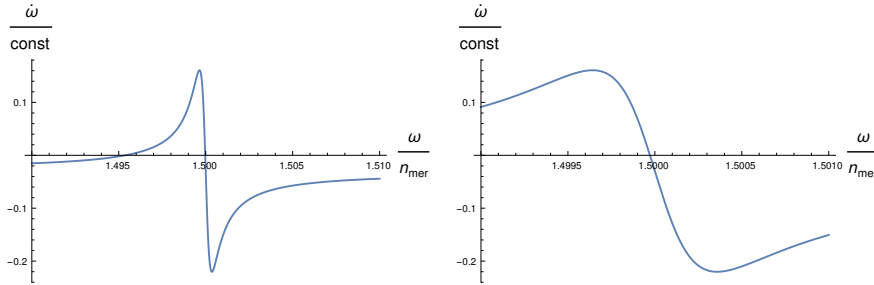 ω̇
const
0.1
-0.1
-0.2
1.495
1.500
1.505
1.510
ω
n_mer
ω̇
const
0.1
-0.1
-0.2
1.4995
1.5000
1.5005
1.5010
ω
n_me